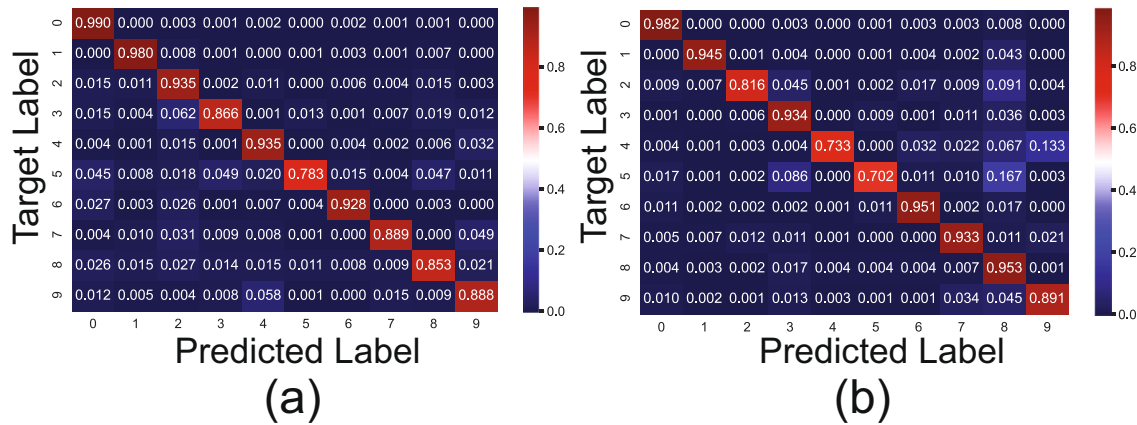 Target Label
0 0.990 0.000 0.003 0.001 0.002 0.000 0.002 0.001 0.001 0.000
1 0.000 0.980 0.008 0.001 0.000 0.001 0.003 0.001 0.007 0.000
2 0.015 0.011 0.935 0.002 0.011 0.000 0.006 0.004 0.015 0.003
3 0.015 0.004 0.062 0.866 0.001 0.013 0.001 0.007 0.019 0.012
4 0.004 0.001 0.015 0.001 0.935 0.000 0.004 0.002 0.006 0.032
5 0.045 0.008 0.018 0.049 0.020 0.783 0.015 0.004 0.047 0.011
6 0.027 0.003 0.026 0.001 0.007 0.004 0.928 0.000 0.003 0.000
7 0.004 0.010 0.031 0.009 0.008 0.001 0.000 0.889 0.000 0.049
8 0.026 0.015 0.027 0.014 0.015 0.011 0.008 0.009 0.853 0.021
9 0.012 0.005 0.004 0.008 0.058 0.001 0.000 0.015 0.009 0.888
0 1 2 3 4 5 6 7 8 9
Predicted Label
0.8
0.6
0.4
0.2
0.0
(a)
Target Label
0 0.982 0.000 0.000 0.003 0.000 0.003 0.003 0.003 0.008 0.000
1 0.000 0.945 0.001 0.004 0.000 0.001 0.004 0.002 0.043 0.000
2 0.009 0.007 0.816 0.045 0.001 0.002 0.017 0.009 0.091 0.004
3 0.001 0.000 0.006 0.934 0.000 0.009 0.001 0.011 0.036 0.003
4 0.004 0.001 0.003 0.004 0.733 0.000 0.032 0.022 0.067 0.133
5 0.017 0.001 0.002 0.086 0.000 0.702 0.011 0.010 0.167 0.003
6 0.011 0.002 0.002 0.002 0.001 0.011 0.951 0.002 0.017 0.000
7 0.005 0.007 0.012 0.011 0.001 0.000 0.000 0.933 0.011 0.021
8 0.004 0.003 0.002 0.017 0.004 0.004 0.004 0.007 0.953 0.001
9 0.010 0.002 0.001 0.013 0.003 0.001 0.001 0.034 0.045 0.891
0 1 2 3 4 5 6 7 8 9
Predicted Label
0.8
0.6
0.4
0.2
0.0
(b)